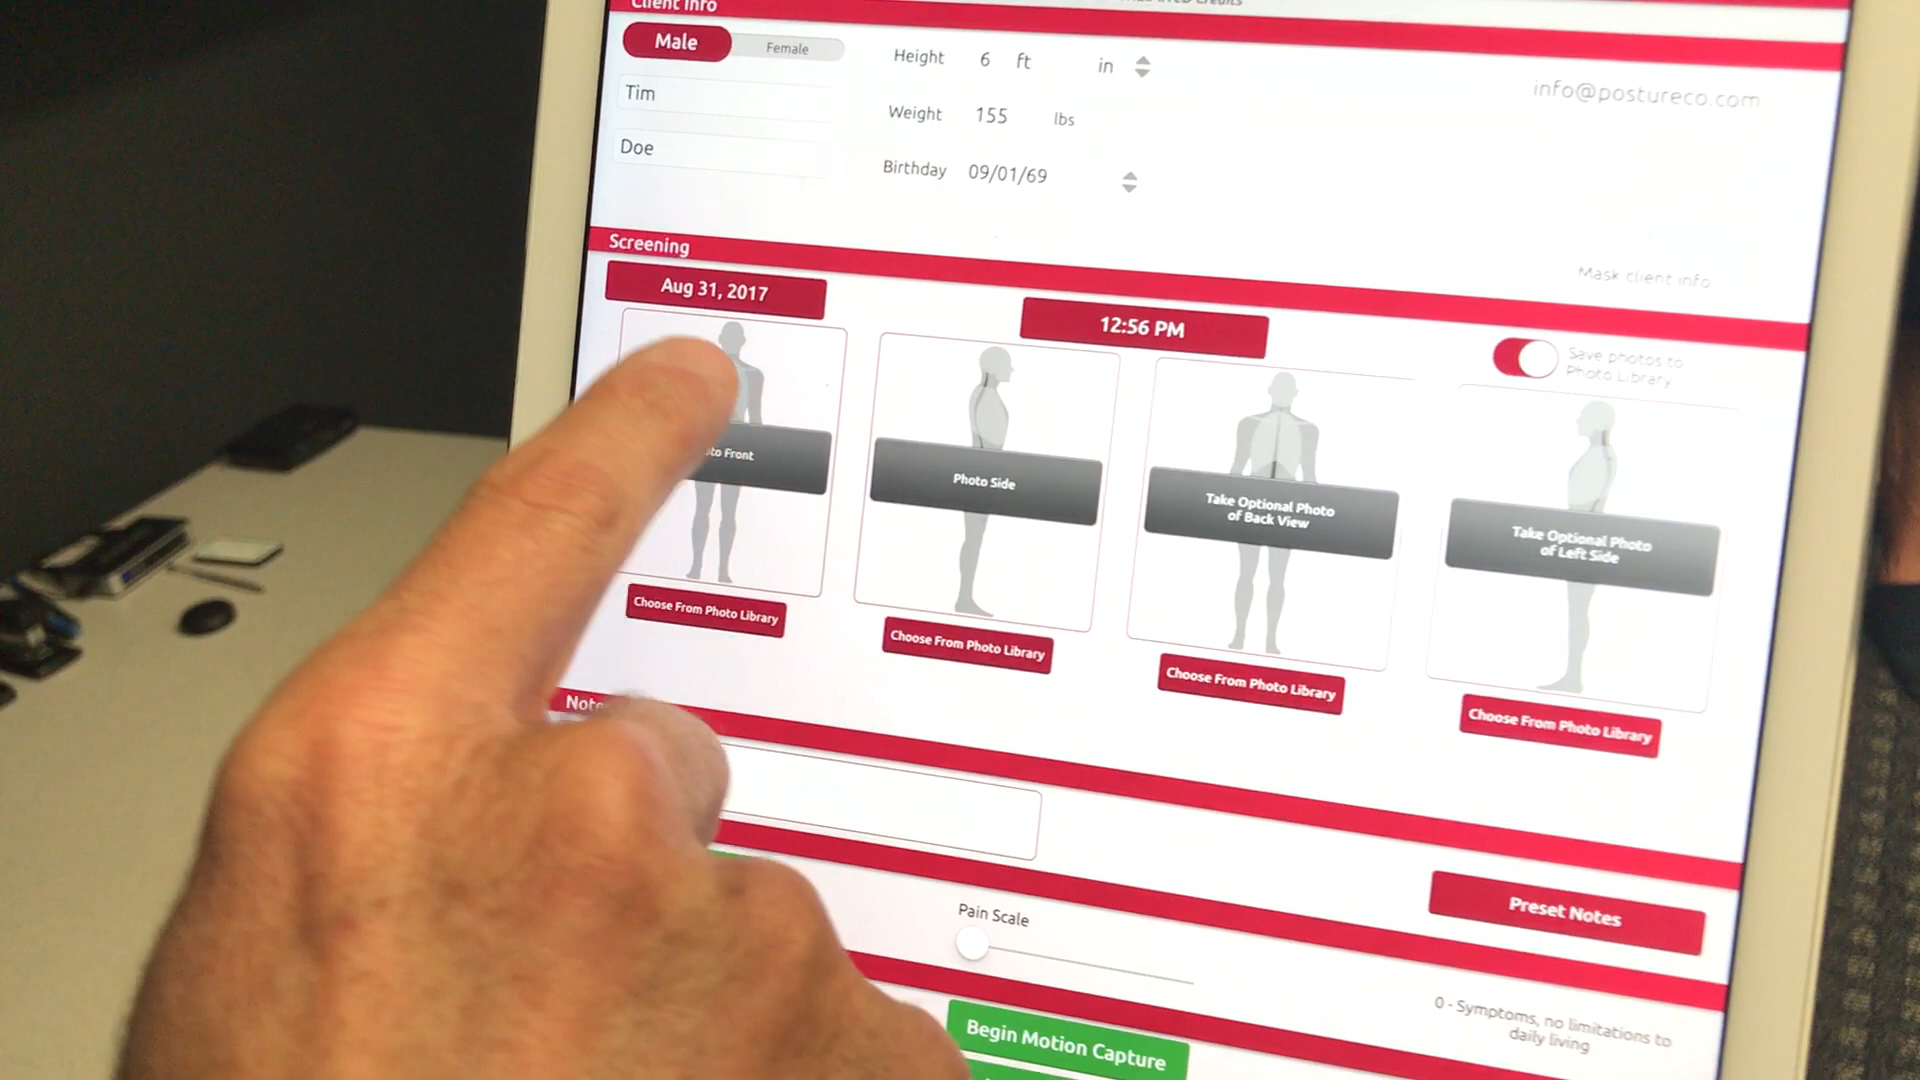 Client Info
Male
Female
Height 6 ft in
info@postureco.com
Tim
Weight 155 lbs
Doe
Birthday 09/01/69
Screening
Mask client info
Aug 31, 2017
12:56 PM
Save photos to
Photo Library
Front
Photo Side
Take Optional Photo
of Back View
Take Optional Photo
of Left Side
Choose From Photo Library
Choose From Photo Library
Choose From Photo Library
Choose From Photo Library
Preset Notes
Pain Scale
0 - Symptoms, no limitations to
daily living
Begin Motion Capture